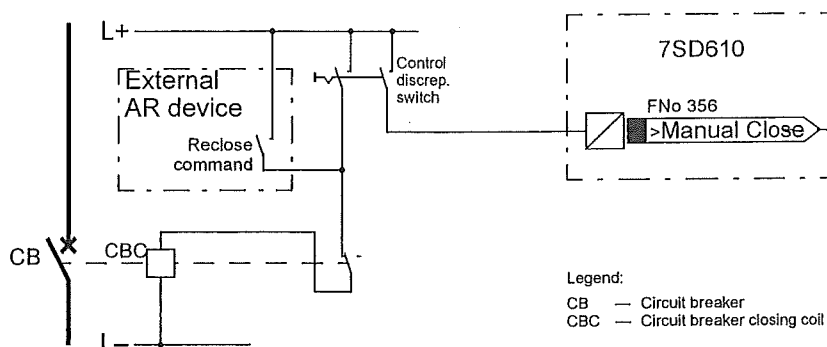 L+
External
AR device
Reclose
command
Control
discrep.
switch
7SD610
FNo 356
>Manual Close
CB
CBC
L−
Legend:
CB — Circuit breaker
CBC — Circuit breaker closing coil